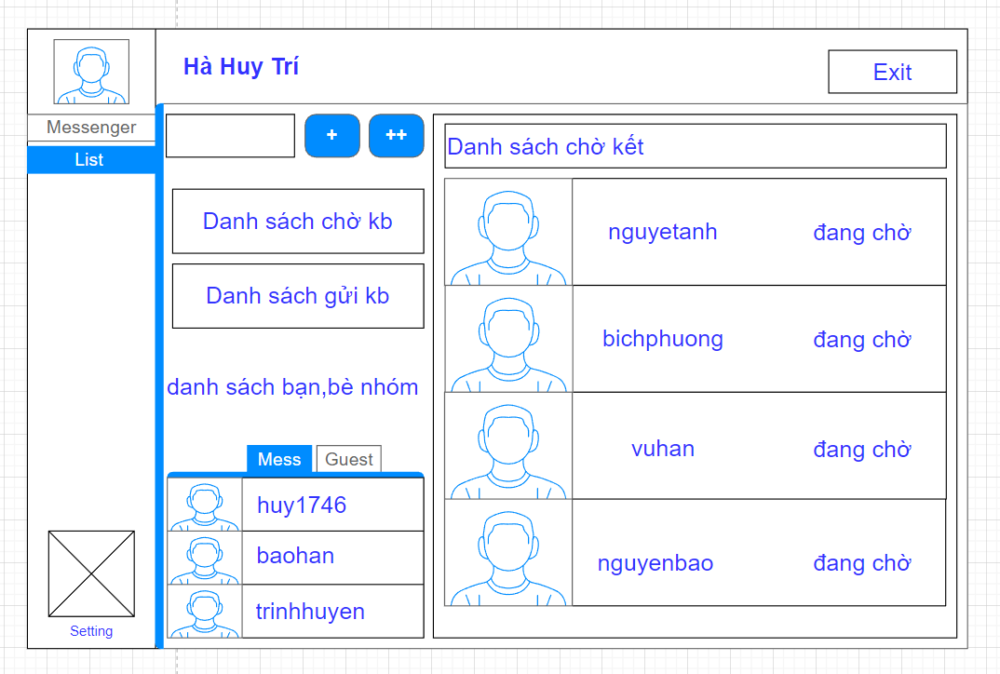 Hà Huy Trí
Exit
Messenger
List
+
++
Danh sách chờ kết
Danh sách chờ kb
Danh sách gửi kb
danh sách bạn,bè nhóm
Mess
Guest
huy1746
baohan
trinhhuyen
nguyetanh
đang chờ
bichphuong
đang chờ
vuhan
đang chờ
nguyenbao
đang chờ
Setting